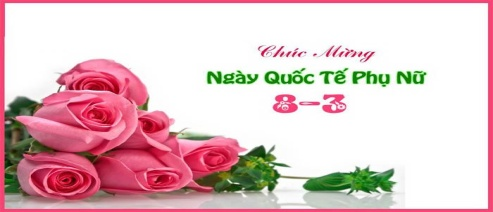 Chúc Mừng
Ngày Quốc Tế Phụ Nữ
8-3